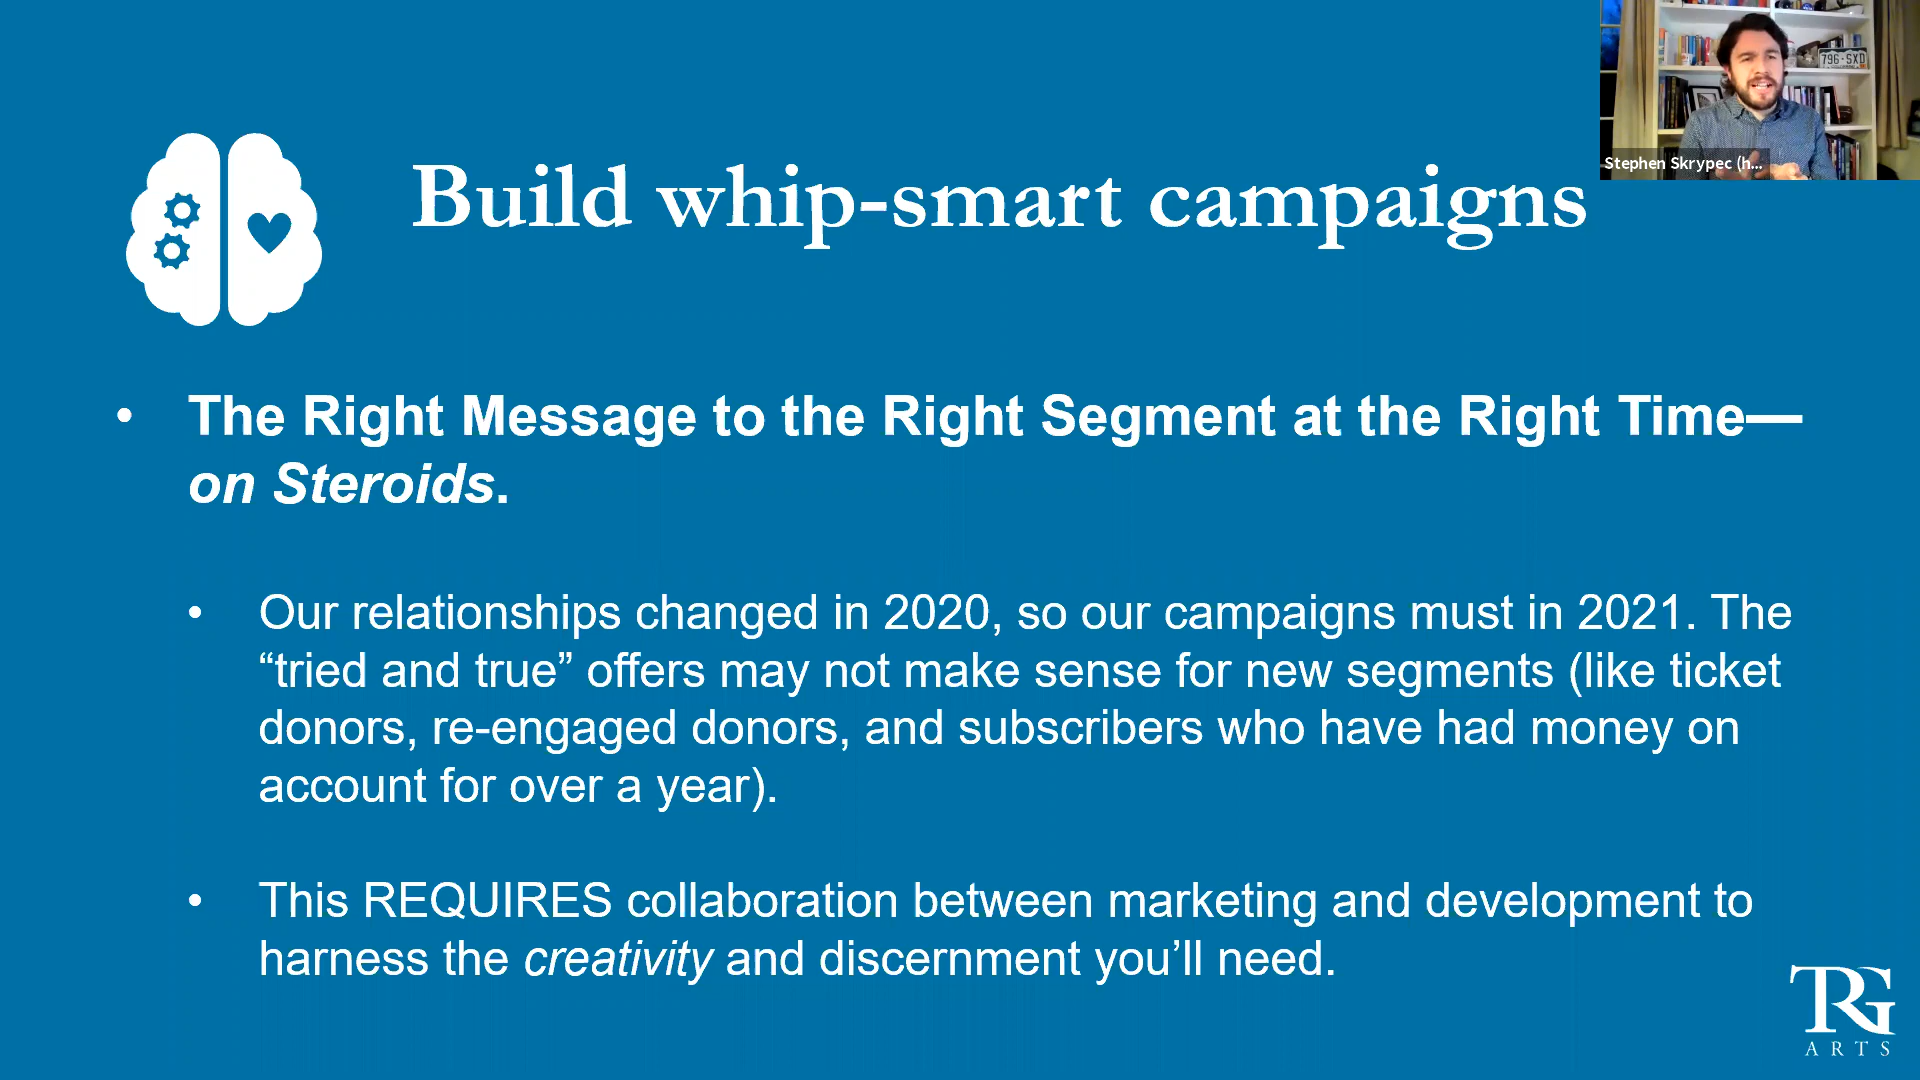 796·SXD
Stephen Skrypec (h...
Build whip-smart campaigns
• The Right Message to the Right Segment at the Right Time—
on Steroids.
• Our relationships changed in 2020, so our campaigns must in 2021. The
“tried and true” offers may not make sense for new segments (like ticket
donors, re-engaged donors, and subscribers who have had money on
account for over a year).
• This REQUIRES collaboration between marketing and development to
harness the creativity and discernment you’ll need.
TRG
ARTS